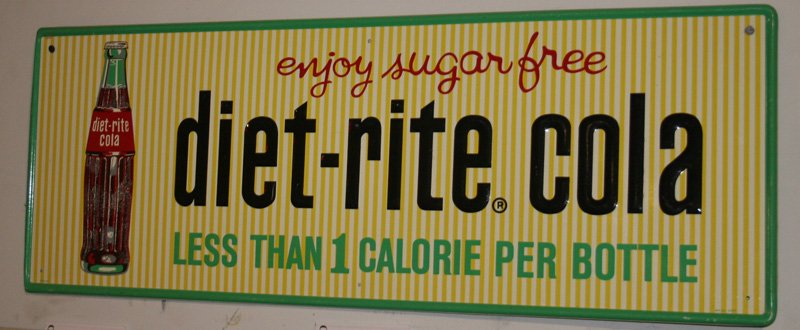 enjoy sugar free
diet-rite® cola
LESS THAN 1 CALORIE PER BOTTLE
diet-rite
cola